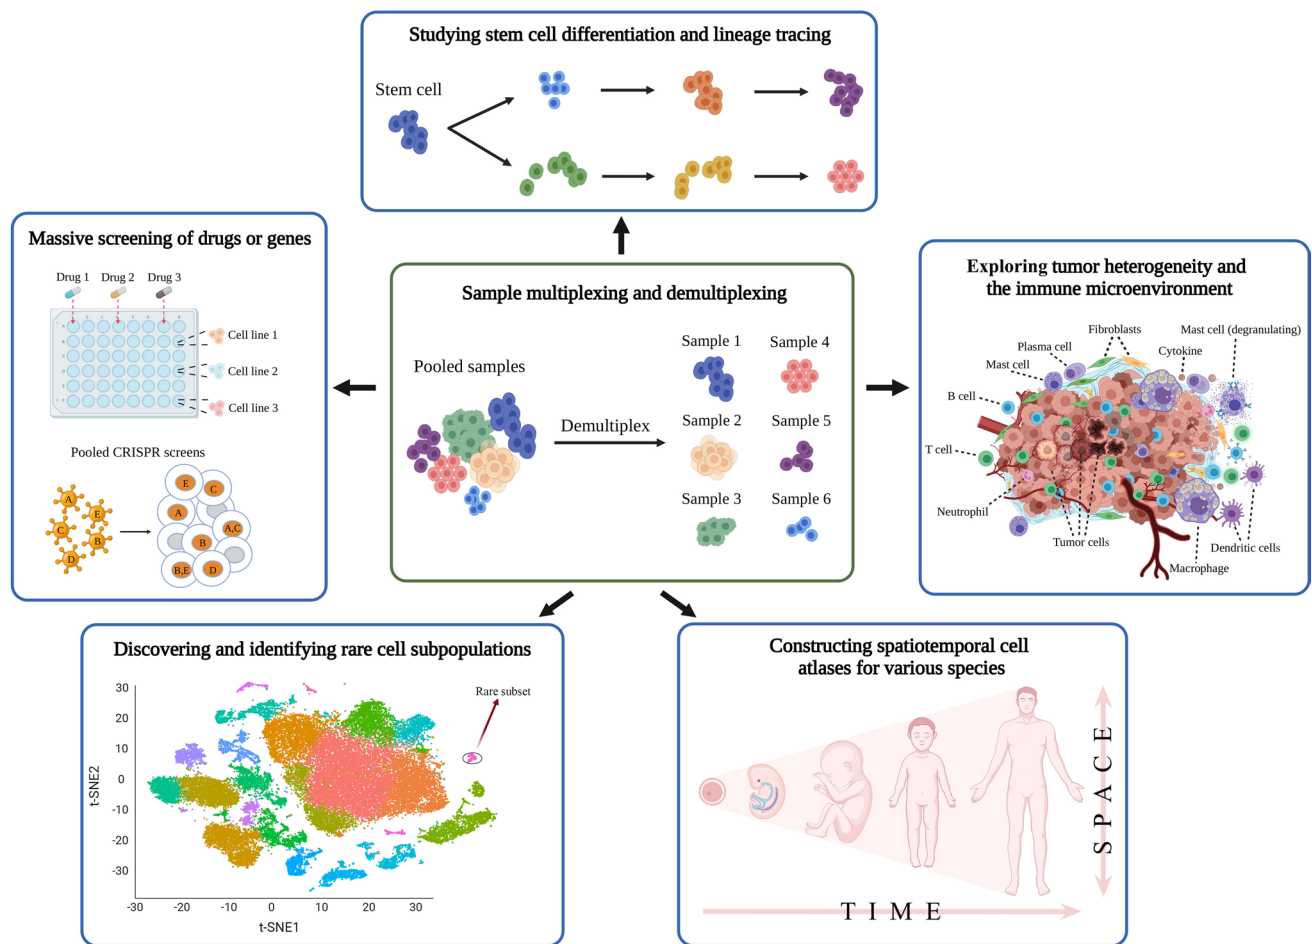 Studying stem cell differentiation and lineage tracing
Stem cell
Massive screening of drugs or genes
Drug 1 Drug 2 Drug 3
Cell line 1
Cell line 2
Cell line 3
Pooled CRISPR screens
A
E
C
B
D
E
C
A
A,C
B
B,E
D
Sample multiplexing and demultiplexing
Pooled samples
Demultiplex
Sample 1 Sample 4
Sample 2 Sample 5
Sample 3 Sample 6
Exploring tumor heterogeneity and
the immune microenvironment
Fibroblasts
Mast cell (degranulating)
Plasma cell
Cytokine
Mast cell
B cell
T cell
Neutrophil
Tumor cells
Dendritic cells
Macrophage
Discovering and identifying rare cell subpopulations
Rare subset
30
20
10
0
-10
-20
-30
t-SNE2
-30 -20 -10 0 10 20 30
t-SNE1
Constructing spatiotemporal cell
atlases for various species
SPACE
TIME